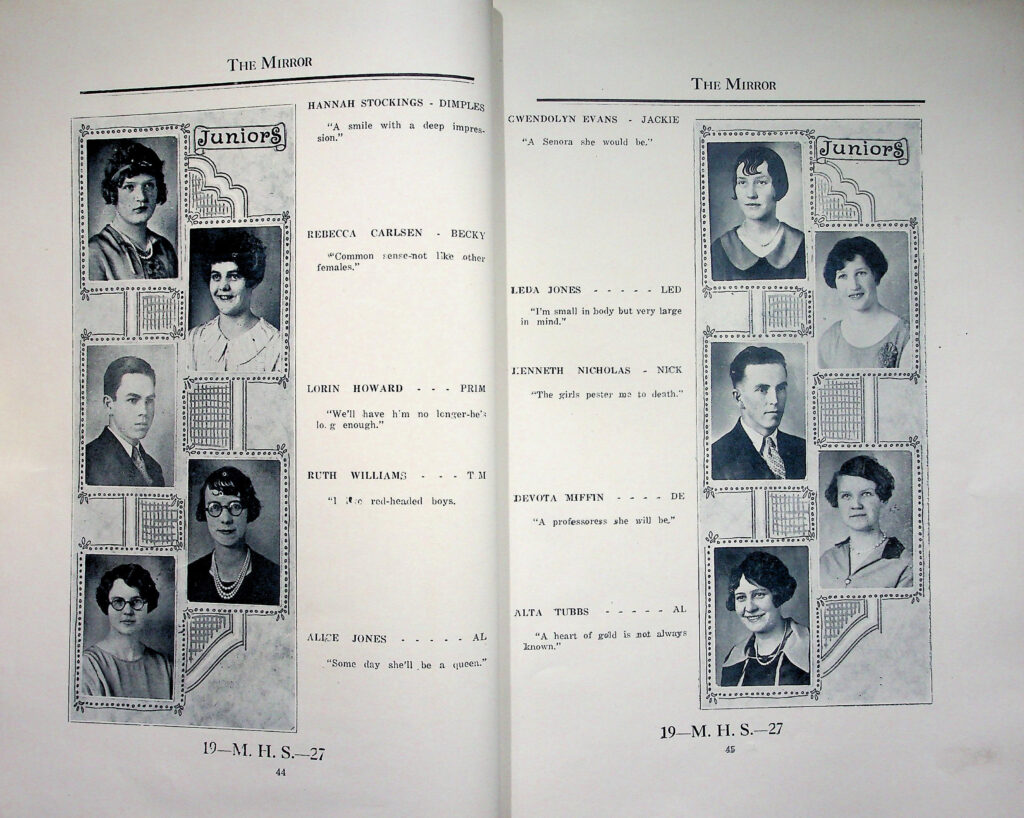 THE MIRROR
Juniors
HANNAH STOCKINGS - DIMPLES
"A smile with a deep impres-
sion."
REBECCA CARLSEN - BECKY
"Common sense-not like other
females."
LORIN HOWARD - - - PRIM
"We'll have h'm no longer-he's
long enough."
RUTH WILLIAMS - - - T M
"I like red-headed boys.
ALICE JONES - - - - - AL
"Some day she'll be a queen."
19—M. H. S.—27
44
THE MIRROR
GWENDOLYN EVANS - JACKIE
"A Senora she would be."
LEDA JONES - - - - - LED
"I'm small in body but very large
in mind."
KENNETH NICHOLAS - NICK
"The girls pester me to death."
DEVOTA MIFFIN - - - - DE
"A professoress she will be."
ALTA TUBBS - - - - - AL
"A heart of gold is not always
known."
Juniors
19—M. H. S.—27
45